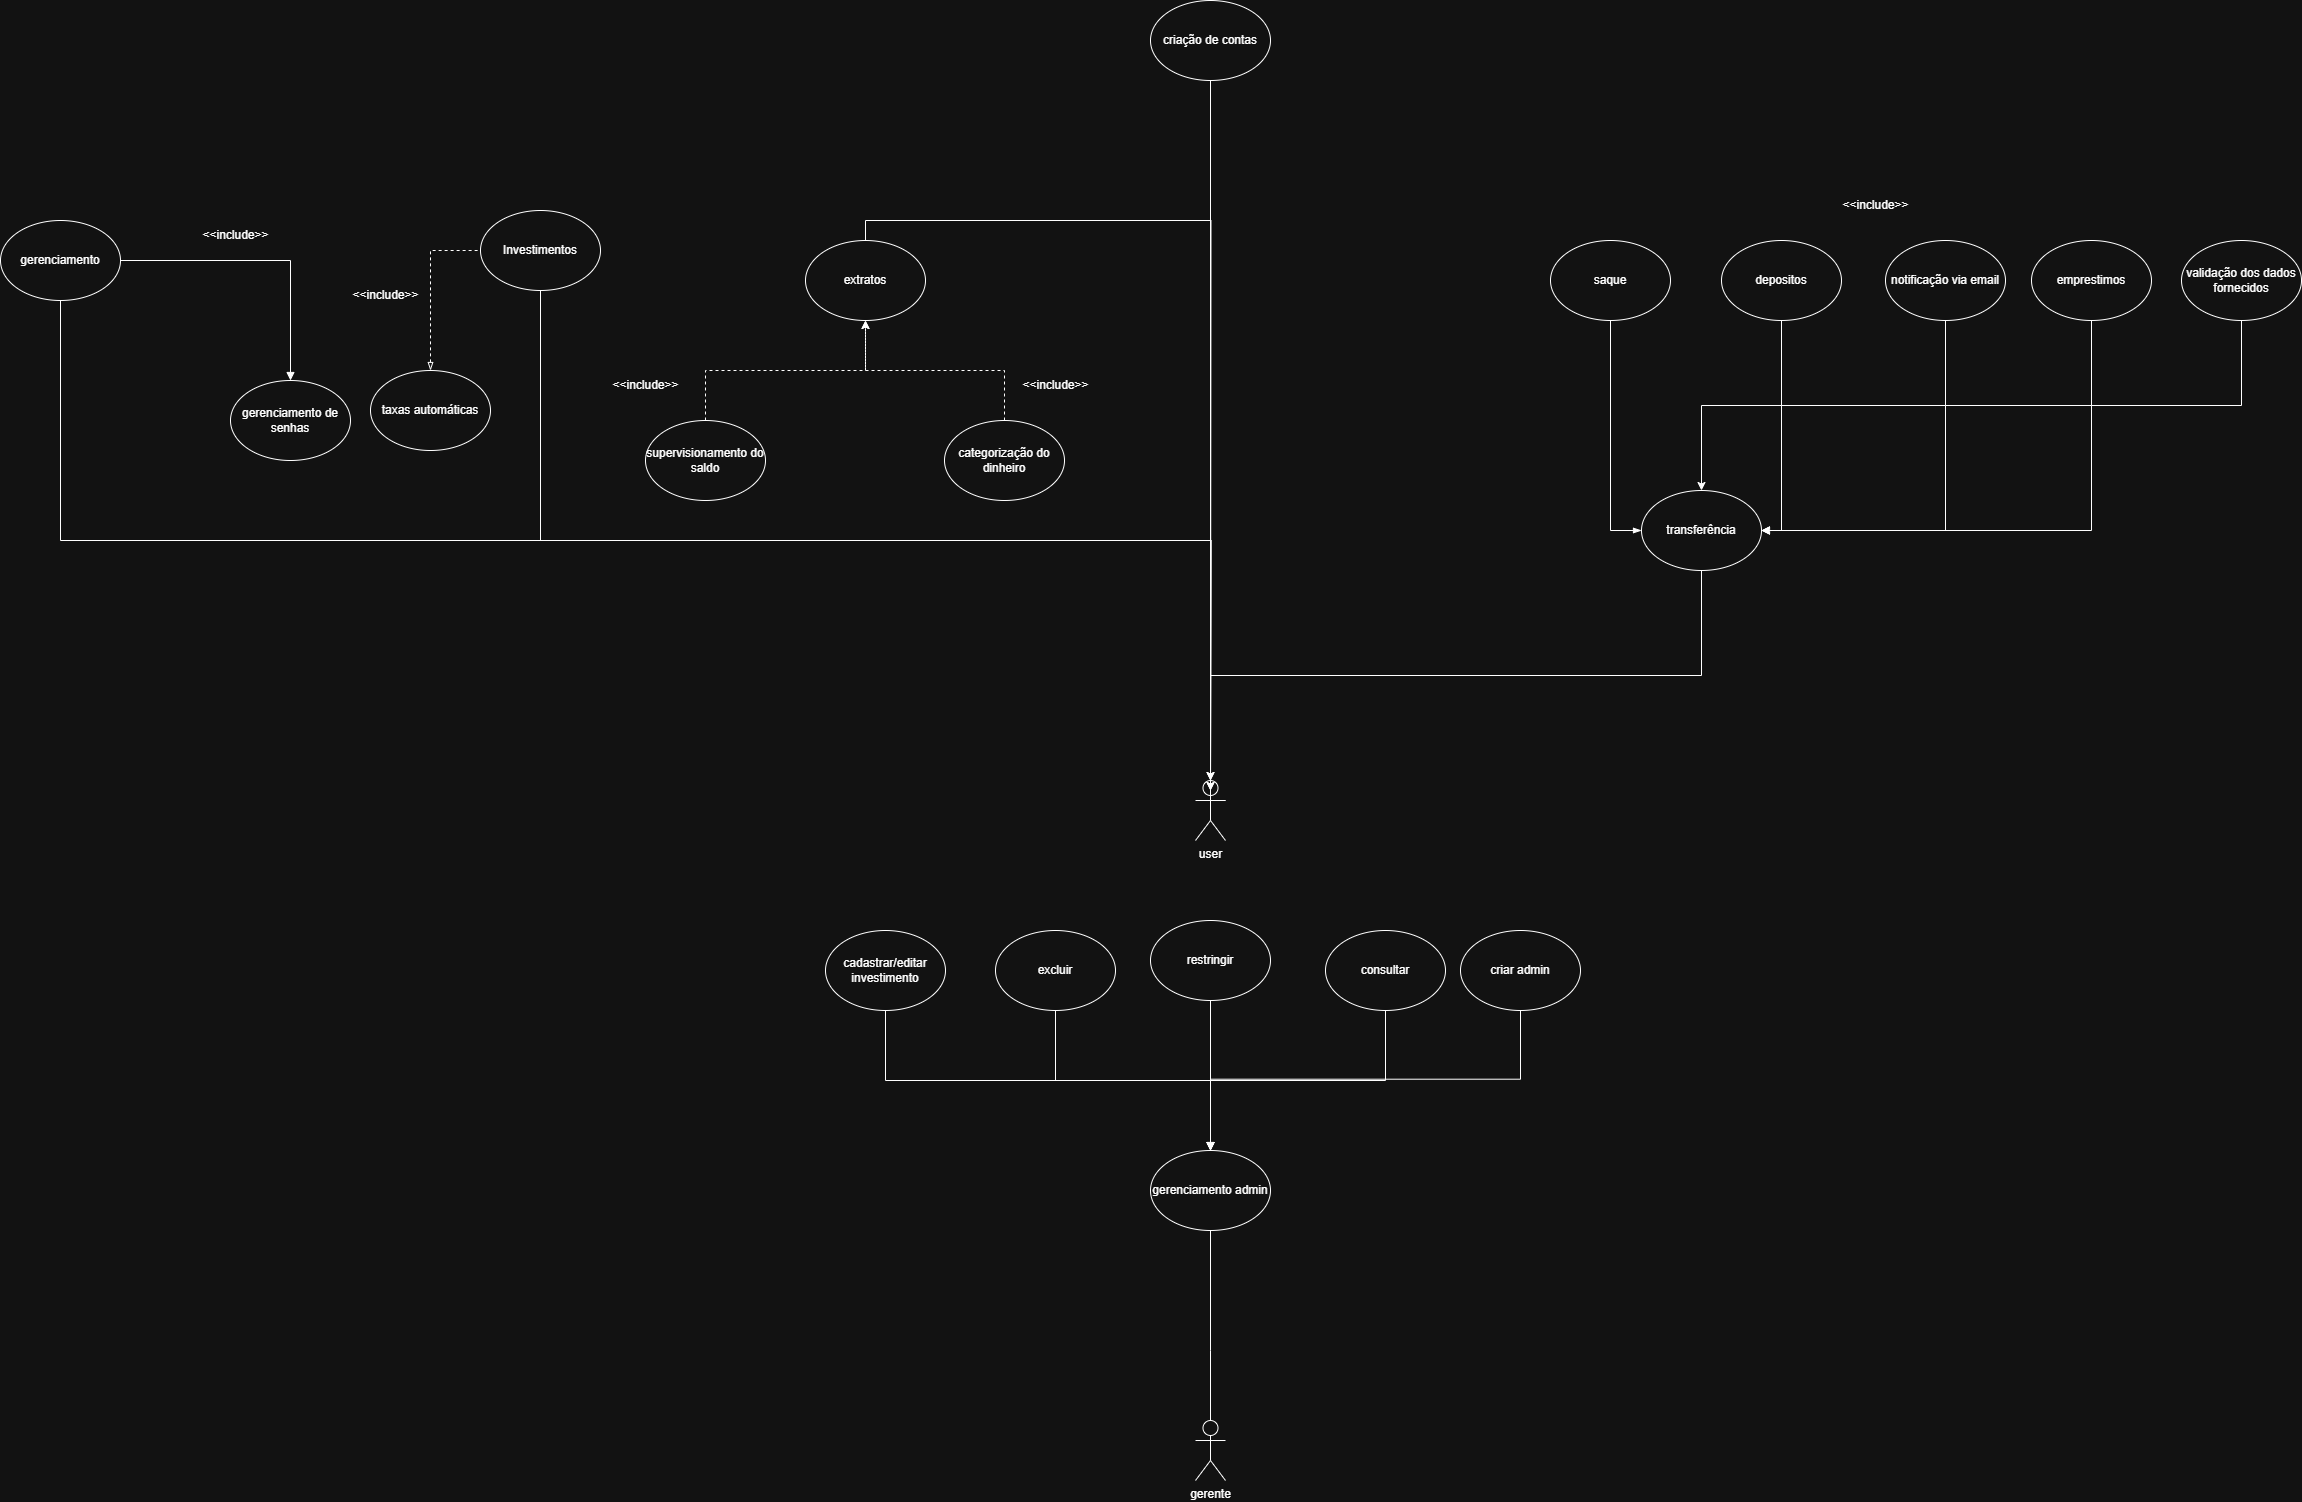 criação de contas
<<include>>
gerenciamento
<<include>>
Investimentos
<<include>>
gerenciamento de
senhas
taxas automáticas
extratos
<<include>>
<<include>>
supervisionamento do
saldo
categorização do
dinheiro
<<include>>
saque
depositos
notificação via email
emprestimos
validação dos dados
fornecidos
transferência
user
cadastrar/editar
investimento
excluir
restringir
consultar
criar admin
gerenciamento admin
gerente